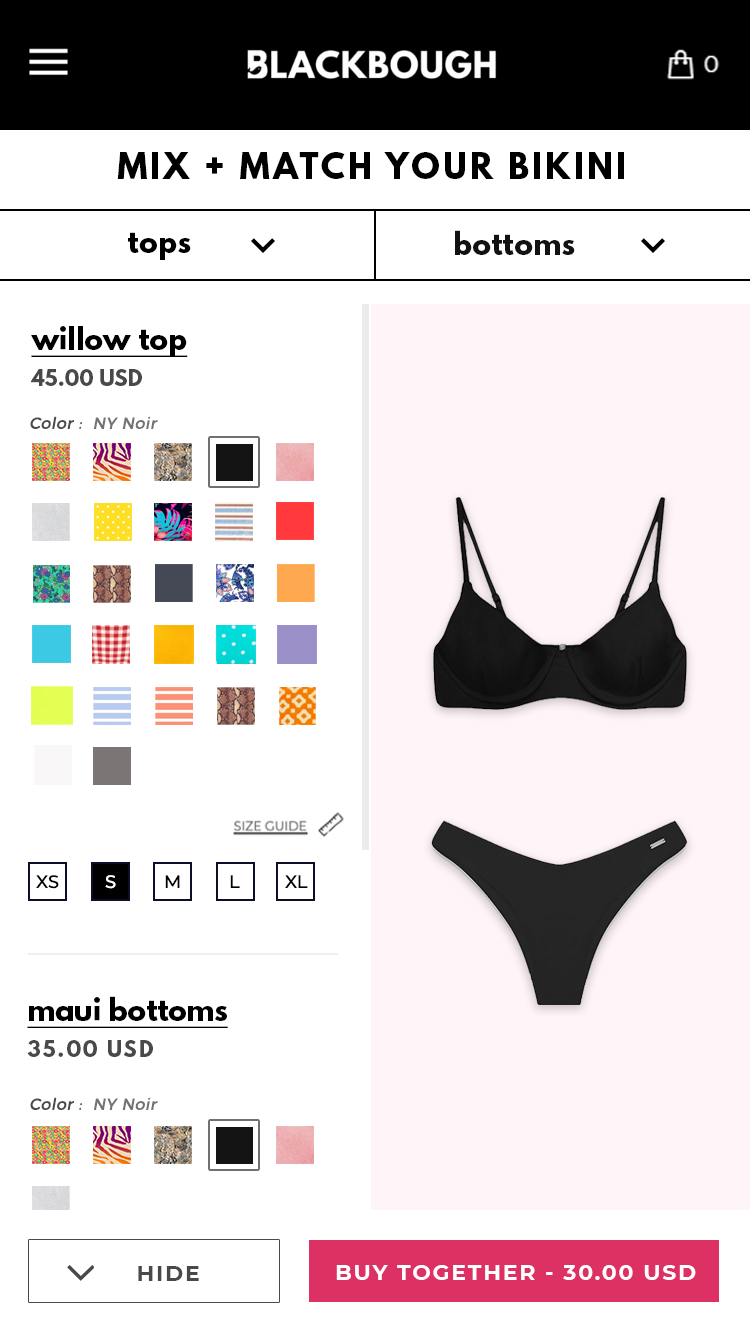 BLACKBOUGH
0
MIX + MATCH YOUR BIKINI
tops
bottoms
willow top
45.00 USD
Color : NY Noir
SIZE GUIDE
XS S M L XL
maui bottoms
35.00 USD
Color : NY Noir
HIDE
BUY TOGETHER - 30.00 USD